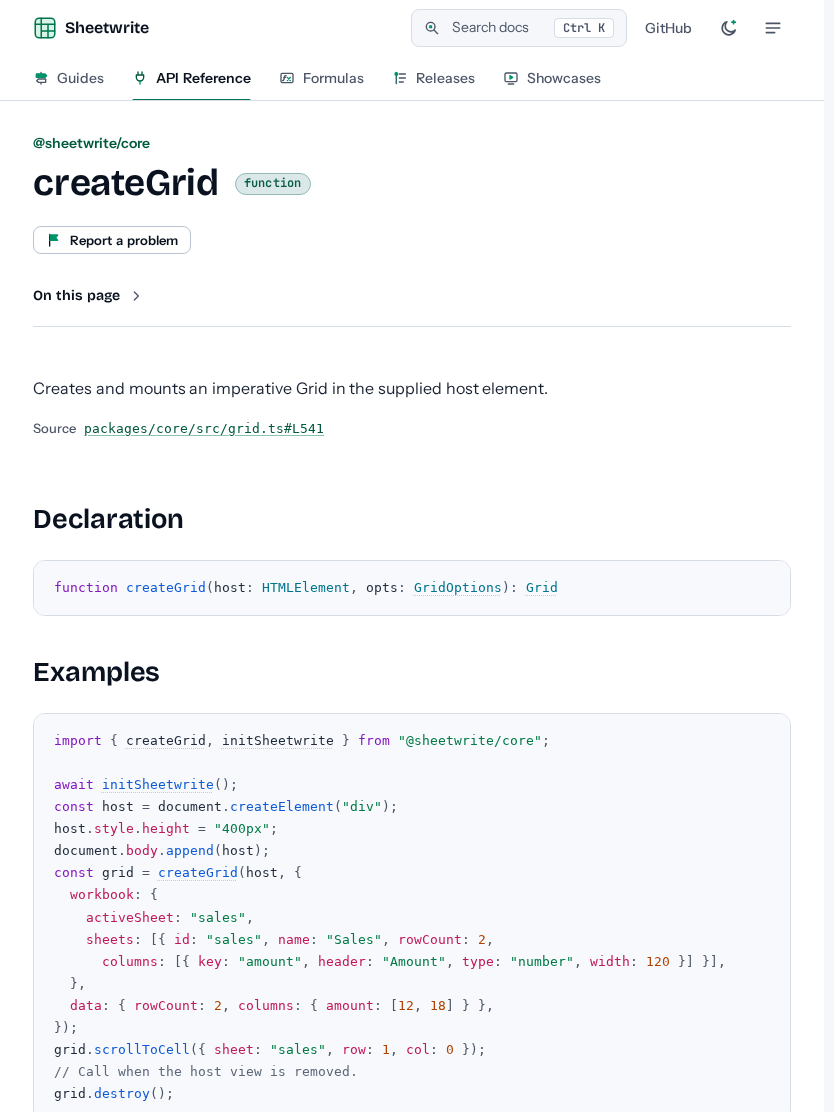 Sheetwrite
Search docs
Ctrl K
GitHub
Guides
API Reference
Formulas
Releases
Showcases
@sheetwrite/core
createGrid
function
Report a problem
On this page
Creates and mounts an imperative Grid in the supplied host element.
Source packages/core/src/grid.ts#L541
Declaration
function createGrid(host: HTMLElement, opts: GridOptions): Grid
Examples
import { createGrid, initSheetwrite } from "@sheetwrite/core";
await initSheetwrite();
const host = document.createElement("div");
host.style.height = "400px";
document.body.append(host);
const grid = createGrid(host, {
  workbook: {
    activeSheet: "sales",
    sheets: [{ id: "sales", name: "Sales", rowCount: 2,
      columns: [{ key: "amount", header: "Amount", type: "number", width: 120 }] }],
  },
  data: { rowCount: 2, columns: { amount: [12, 18] } },
});
grid.scrollToCell({ sheet: "sales", row: 1, col: 0 });
// Call when the host view is removed.
grid.destroy();